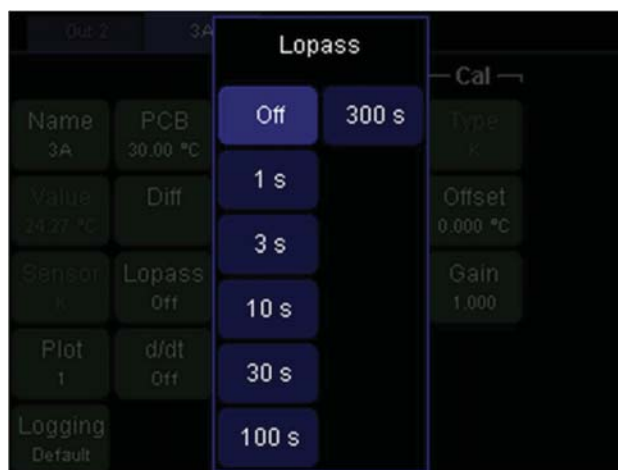 Out 2
3A
Lopass
Cal
Name
3A
PCB
30.00 °C
Off
300 s
Type
K
Value
24.27 °C
Diff
1 s
Offset
0.000 °C
3 s
Sensor
K
Lopass
Off
10 s
Gain
1.000
Plot
1
d/dt
Off
30 s
Logging
Default
100 s